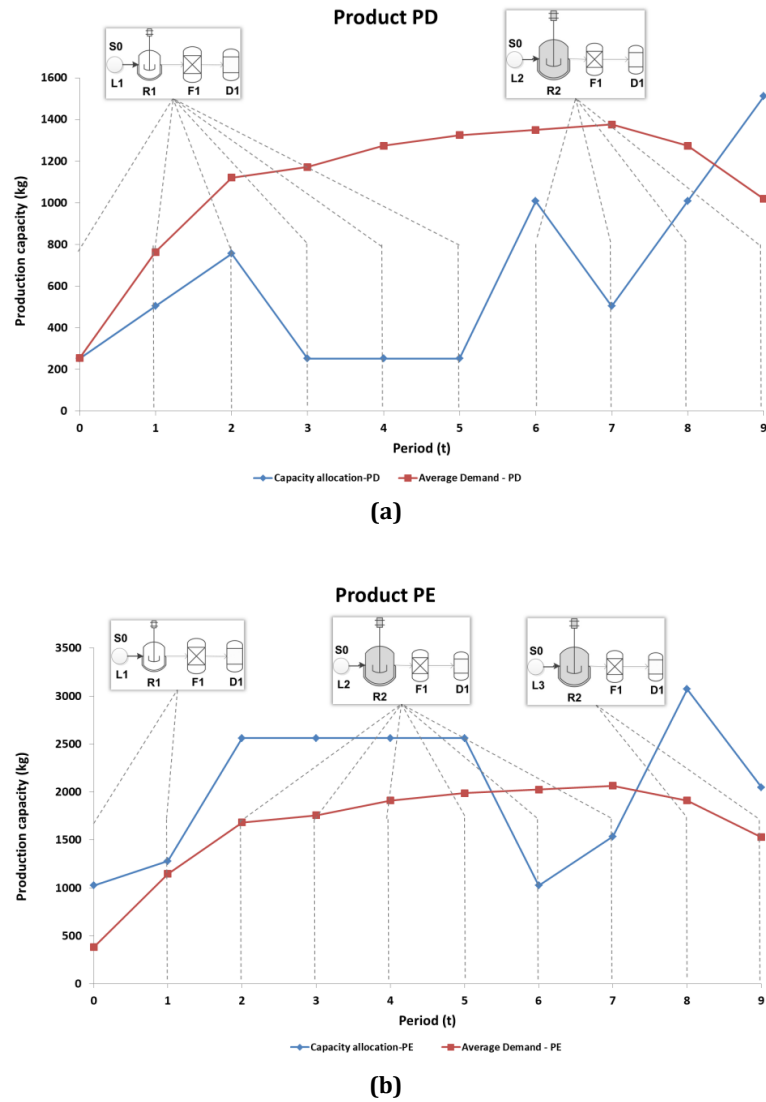 Product PD
S0
L1
R1
F1
D1
S0
L2
R2
F1
D1
Production capacity (kg)
1600
1400
1200
1000
800
600
400
200
0
0 1 2 3 4 5 6 7 8 9
Period (t)
Capacity allocation-PD Average Demand - PD
(a)
Product PE
S0
L1
R1
F1
D1
S0
L2
R2
F1
D1
S0
L3
R2
F1
D1
Production capacity (kg)
3500
3000
2500
2000
1500
1000
500
0
0 1 2 3 4 5 6 7 8 9
Period (t)
Capacity allocation-PE Average Demand - PE
(b)